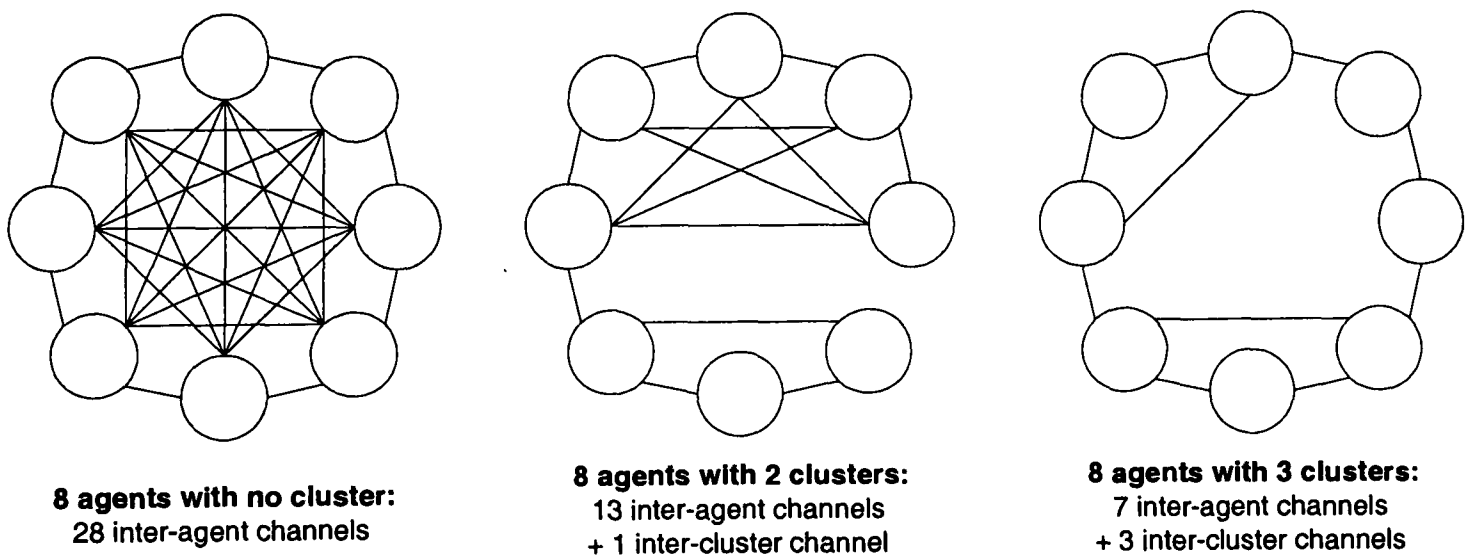 8 agents with no cluster:
28 inter-agent channels
8 agents with 2 clusters:
13 inter-agent channels
+ 1 inter-cluster channel
8 agents with 3 clusters:
7 inter-agent channels
+ 3 inter-cluster channels